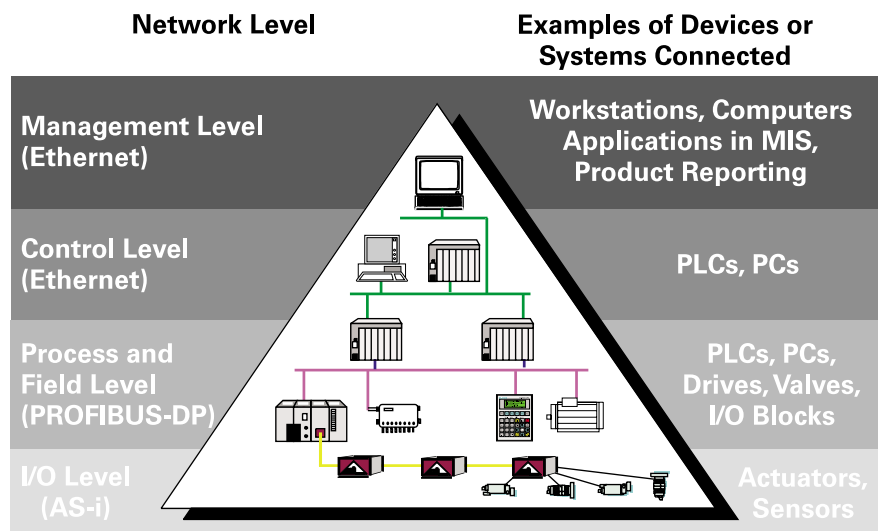 Network Level
Examples of Devices or
Systems Connected
Management Level
(Ethernet)
Workstations, Computers
Applications in MIS,
Product Reporting
Control Level
(Ethernet)
PLCs, PCs
Process and
Field Level
(PROFIBUS-DP)
PLCs, PCs,
Drives, Valves,
I/O Blocks
I/O Level
(AS-i)
Actuators,
Sensors